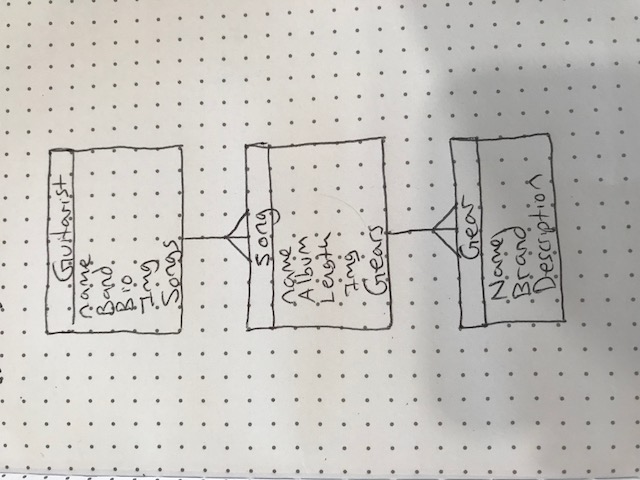 Guitarist
name
Band
Bio
Img
Songs
Song
name
Album
Length
Img
Gears
Gear
Name
Brand
Description